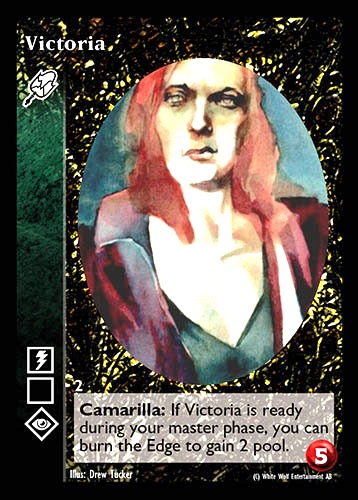 Victoria
2
Camarilla: If Victoria is ready
during your master phase, you can
burn the Edge to gain 2 pool.
5
Illus: Drew Tucker
(C) White Wolf Entertainment AB